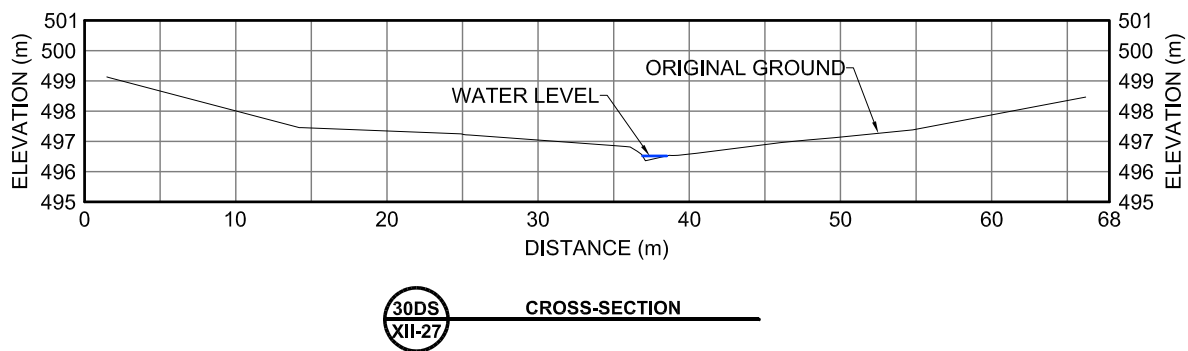 501
500
499
498
497
496
495
ELEVATION (m)
ORIGINAL GROUND
WATER LEVEL
501
500
499
498
497
496
495
ELEVATION (m)
0 10 20 30 40 50 60 68
DISTANCE (m)
30DS
XII-27
CROSS-SECTION